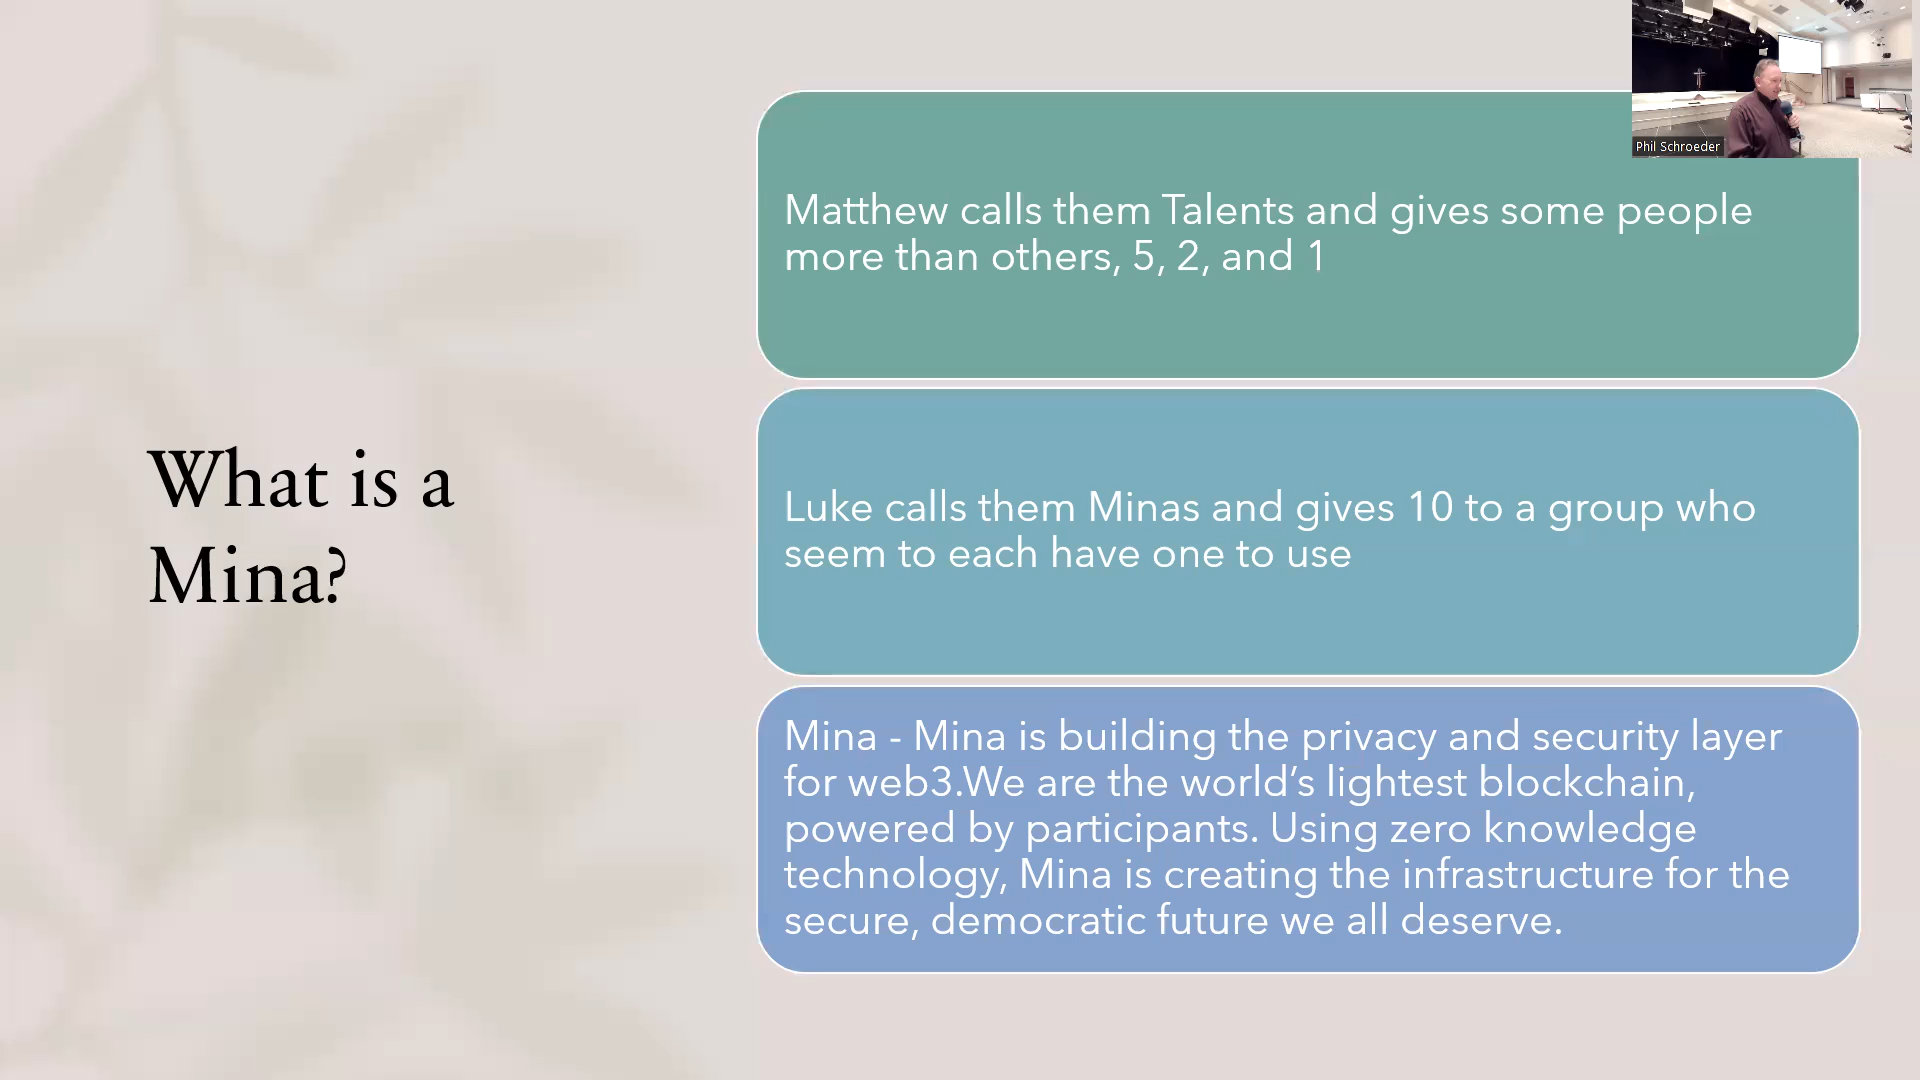 What is a
Mina?
Matthew calls them Talents and gives some people
more than others, 5, 2, and 1
Luke calls them Minas and gives 10 to a group who
seem to each have one to use
Mina - Mina is building the privacy and security layer
for web3.We are the world’s lightest blockchain,
powered by participants. Using zero knowledge
technology, Mina is creating the infrastructure for the
secure, democratic future we all deserve.
Phil Schroeder